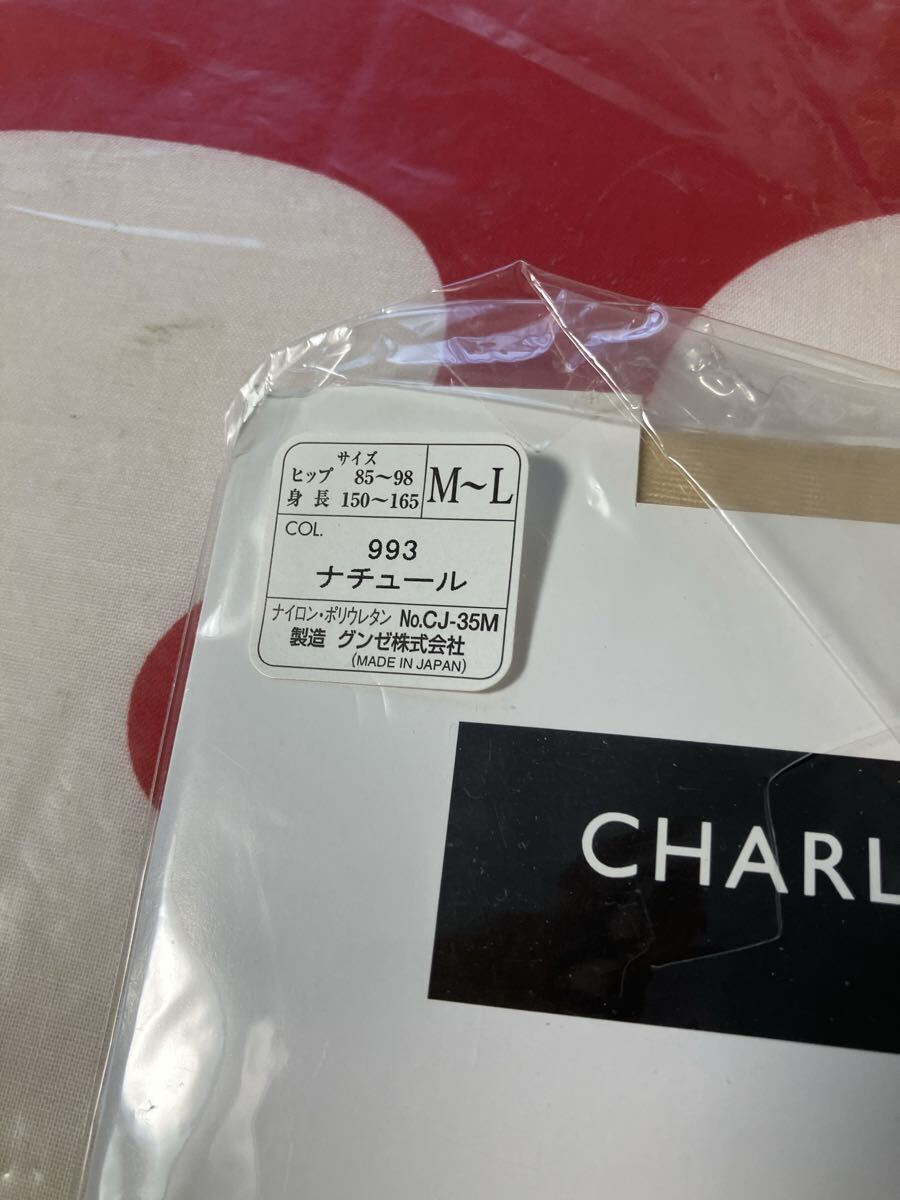 サイズ
ヒップ 85〜98
身長 150〜165
M〜L
COL.
993
ナチュール
ナイロン・ポリウレタン No.CJ-35M
製造 グンゼ株式会社
(MADE IN JAPAN)
CHARL